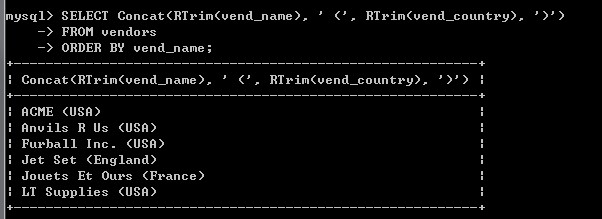 mysql> SELECT Concat(RTrim(vend_name), ' (', RTrim(vend_country), ')')
    -> FROM vendors
    -> ORDER BY vend_name;
+----------------------------------------------------------+
| Concat(RTrim(vend_name), ' (', RTrim(vend_country), ')') |
+----------------------------------------------------------+
| ACME (USA)                                               |
| Anvils R Us (USA)                                        |
| Furball Inc. (USA)                                       |
| Jet Set (England)                                        |
| Jouets Et Ours (France)                                  |
| LT Supplies (USA)                                        |
+----------------------------------------------------------+